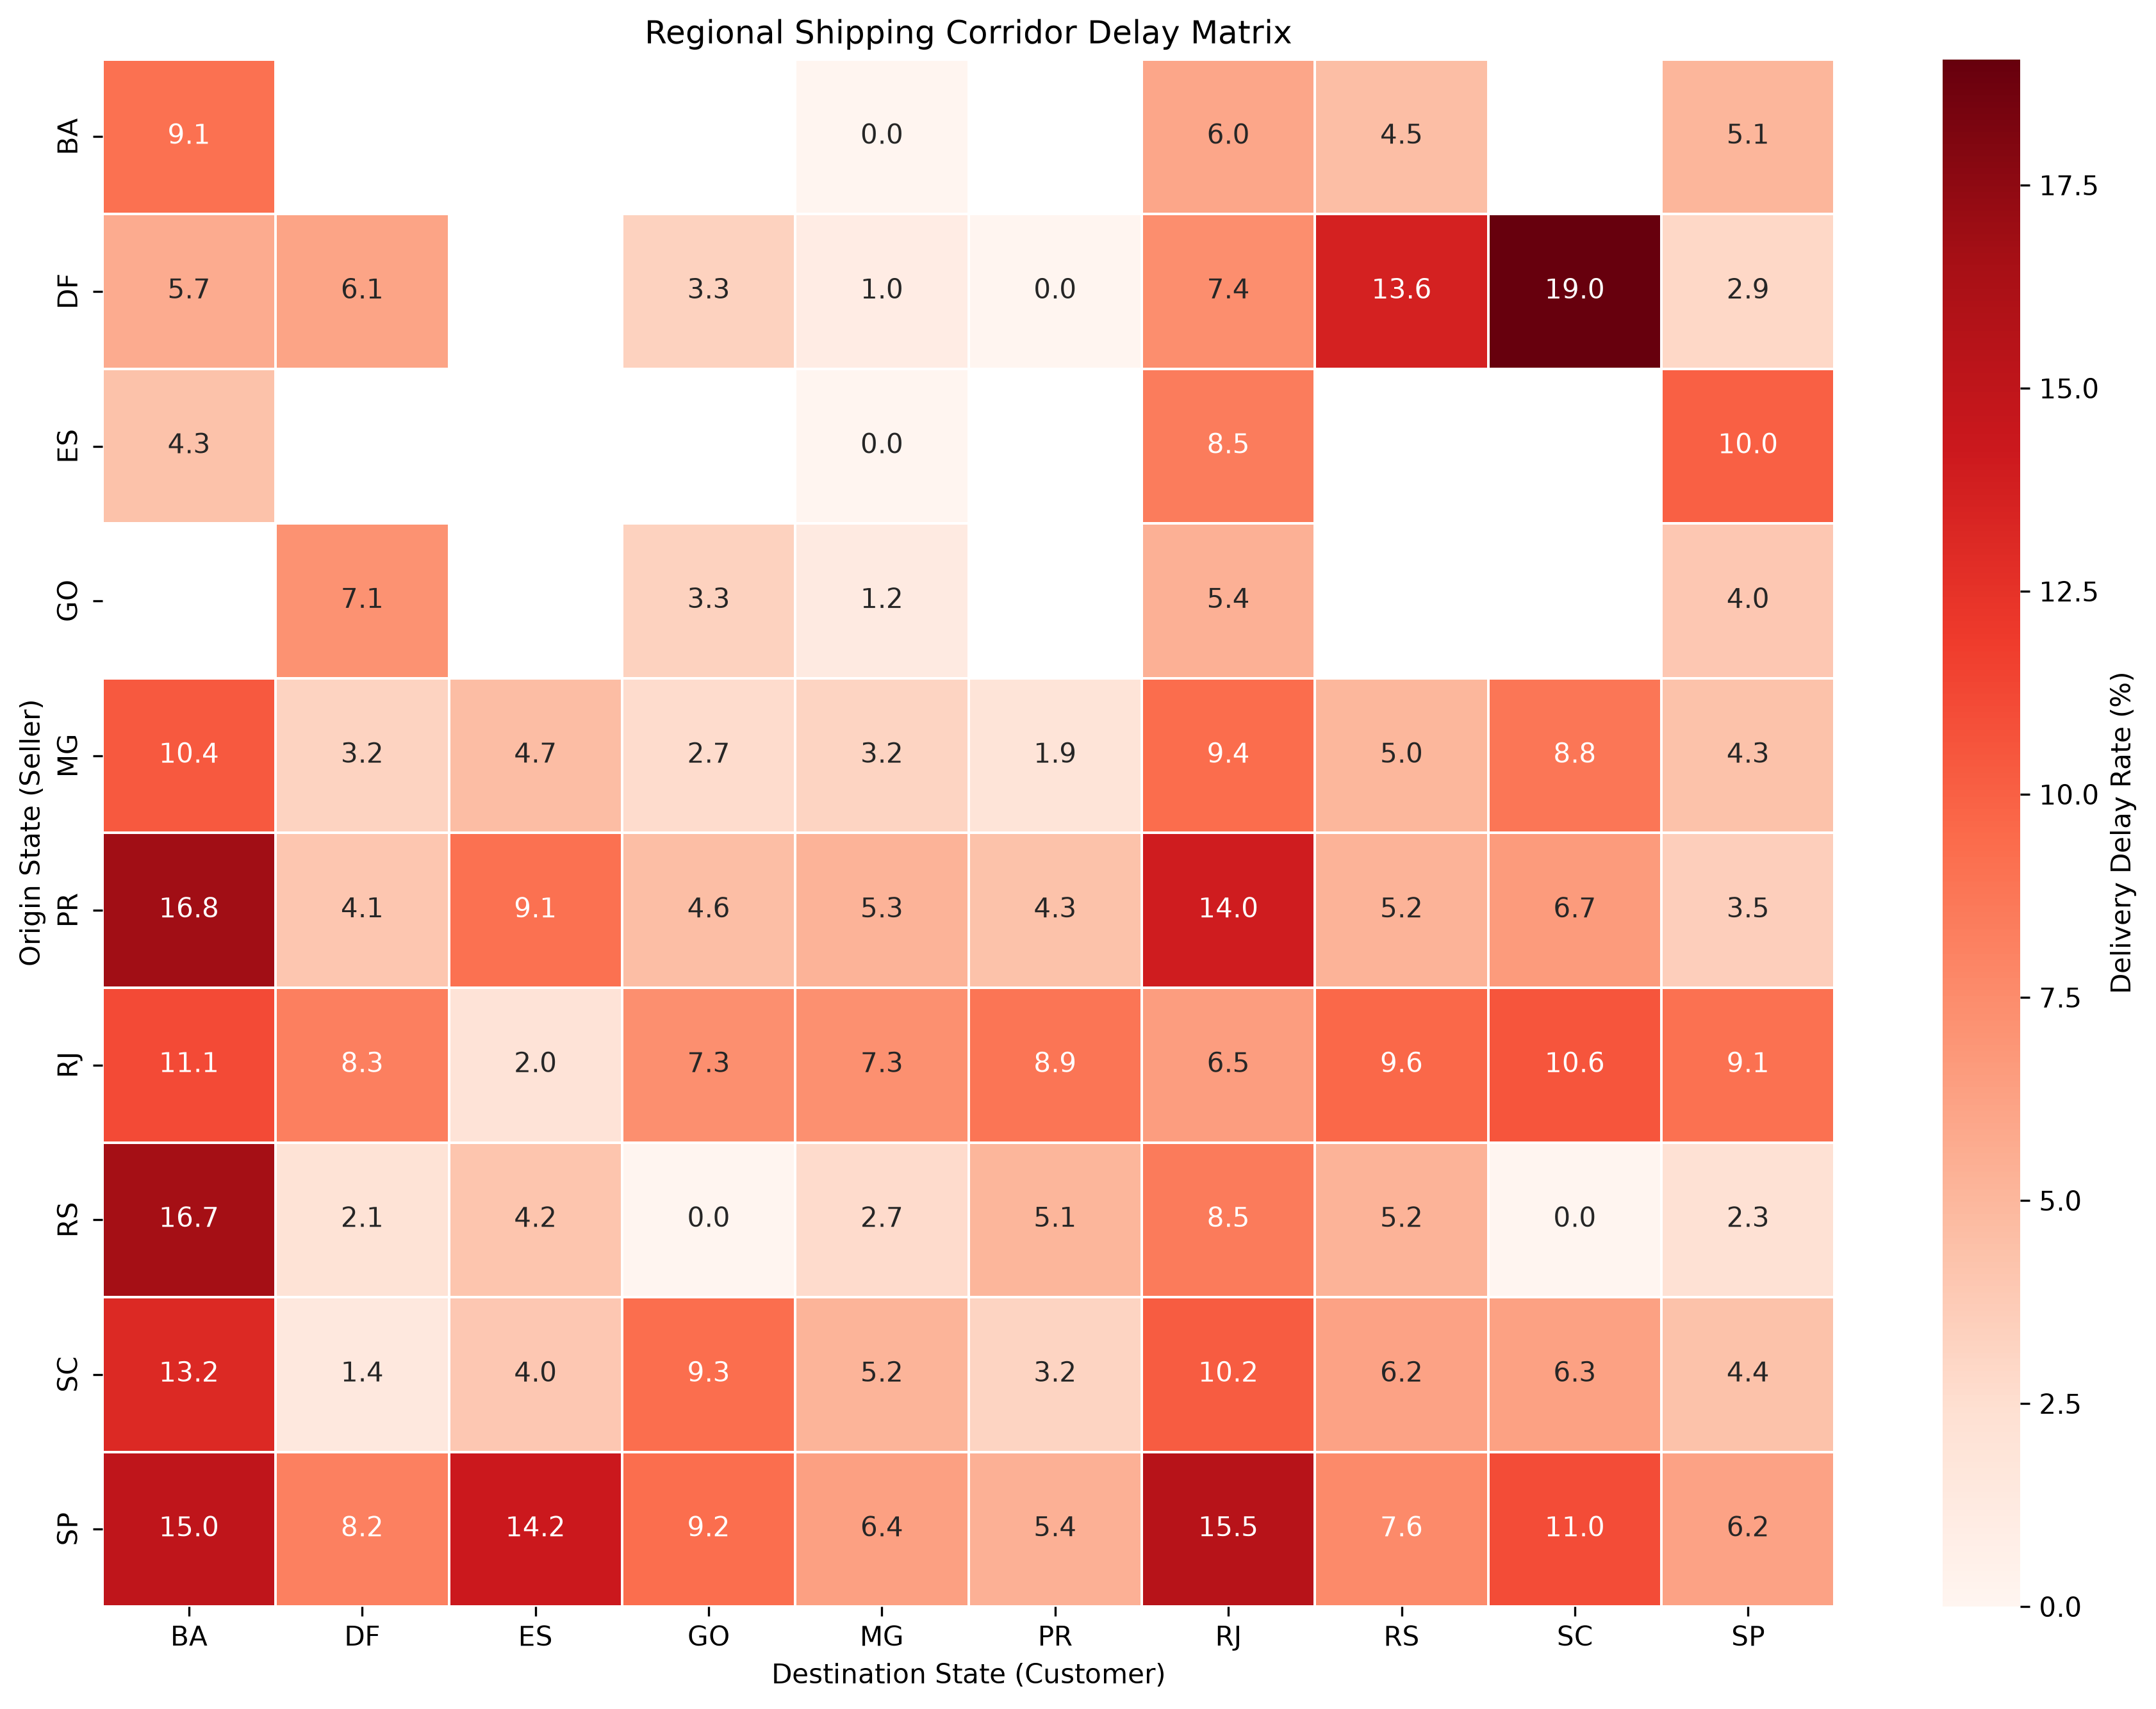 Regional Shipping Corridor Delay Matrix
Origin State (Seller)
BA 9.1 0.0 6.0 4.5 5.1
DF 5.7 6.1 3.3 1.0 0.0 7.4 13.6 19.0 2.9
ES 4.3 0.0 8.5 10.0
GO 7.1 3.3 1.2 5.4 4.0
MG 10.4 3.2 4.7 2.7 3.2 1.9 9.4 5.0 8.8 4.3
PR 16.8 4.1 9.1 4.6 5.3 4.3 14.0 5.2 6.7 3.5
RJ 11.1 8.3 2.0 7.3 7.3 8.9 6.5 9.6 10.6 9.1
RS 16.7 2.1 4.2 0.0 2.7 5.1 8.5 5.2 0.0 2.3
SC 13.2 1.4 4.0 9.3 5.2 3.2 10.2 6.2 6.3 4.4
SP 15.0 8.2 14.2 9.2 6.4 5.4 15.5 7.6 11.0 6.2
BA DF ES GO MG PR RJ RS SC SP
Destination State (Customer)
17.5
15.0
12.5
10.0
7.5
5.0
2.5
0.0
Delivery Delay Rate (%)